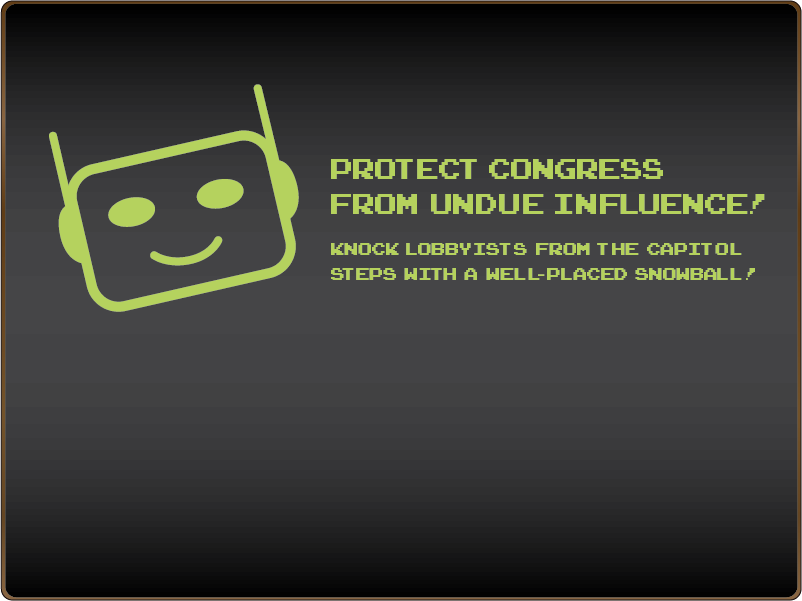 PROTECT CONGRESS
FROM UNDUE INFLUENCE!
KNOCK LOBBYISTS FROM THE CAPITOL
STEPS WITH A WELL-PLACED SNOWBALL!